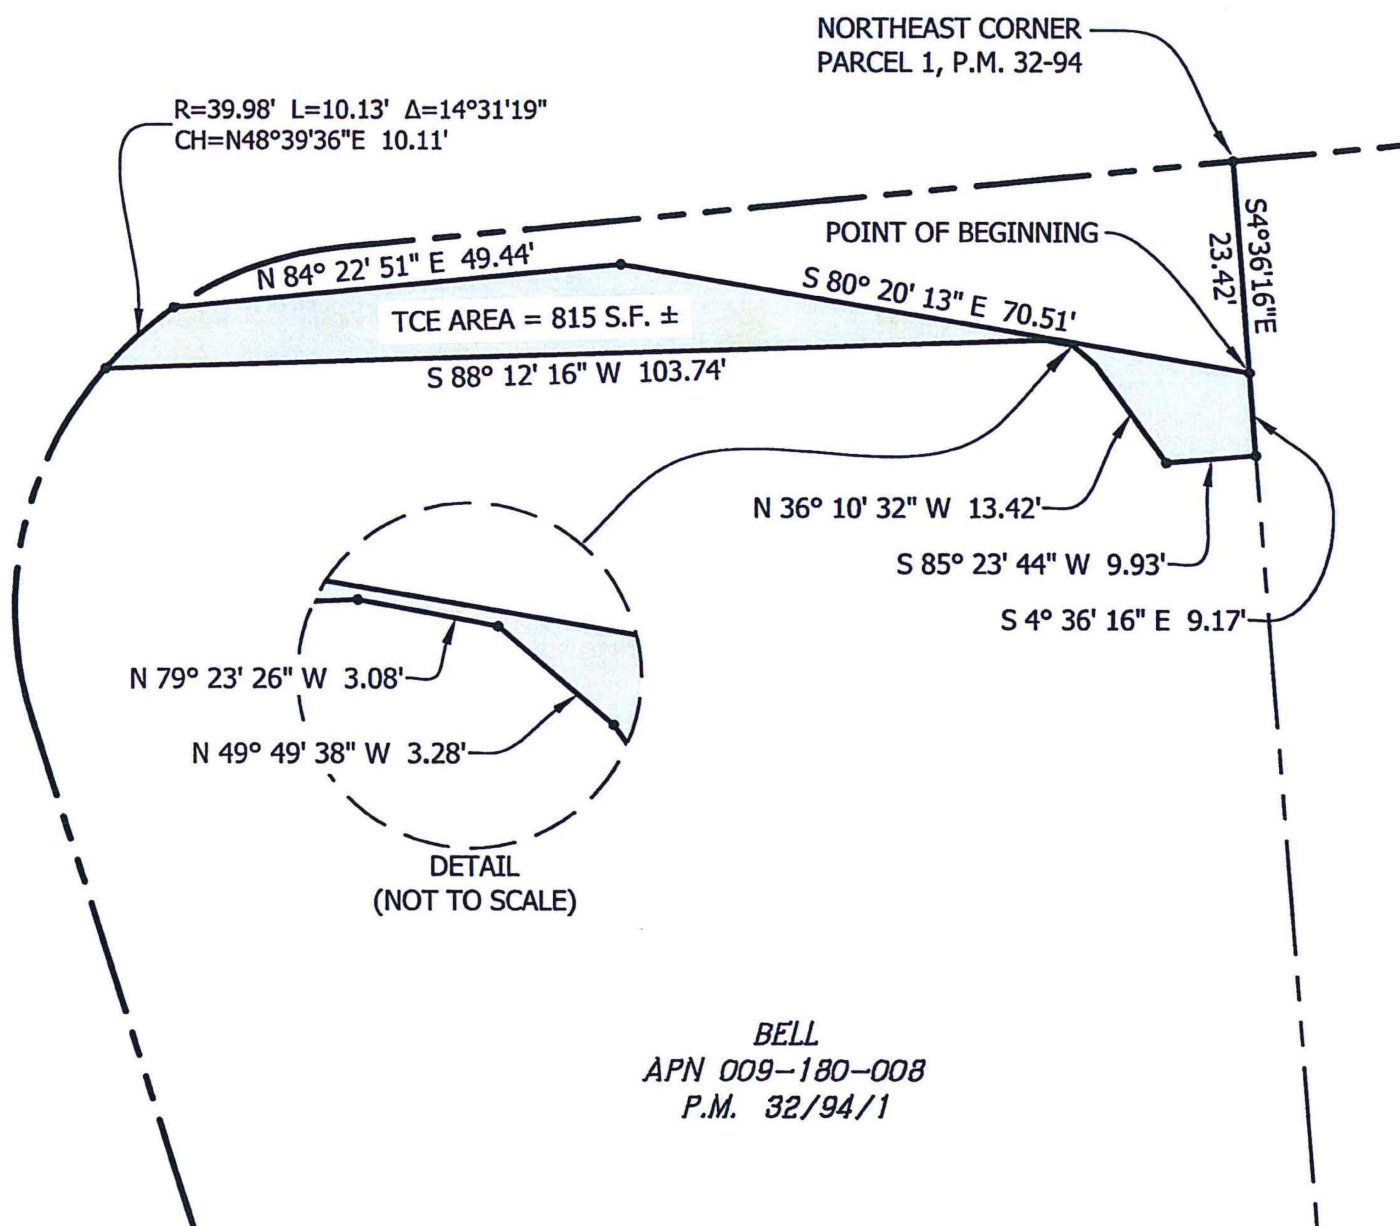 NORTHEAST CORNER
PARCEL 1, P.M. 32-94
R=39.98' L=10.13' Δ=14°31'19"
CH=N48°39'36"E 10.11'
S4°36'16"E
23.42'
POINT OF BEGINNING
N 84° 22' 51" E 49.44'
S 80° 20' 13" E 70.51'
TCE AREA = 815 S.F. ±
S 88° 12' 16" W 103.74'
N 36° 10' 32" W 13.42'
S 85° 23' 44" W 9.93'
S 4° 36' 16" E 9.17'
N 79° 23' 26" W 3.08'
N 49° 49' 38" W 3.28'
DETAIL
(NOT TO SCALE)
BELL
APN 009-180-008
P.M. 32/94/1